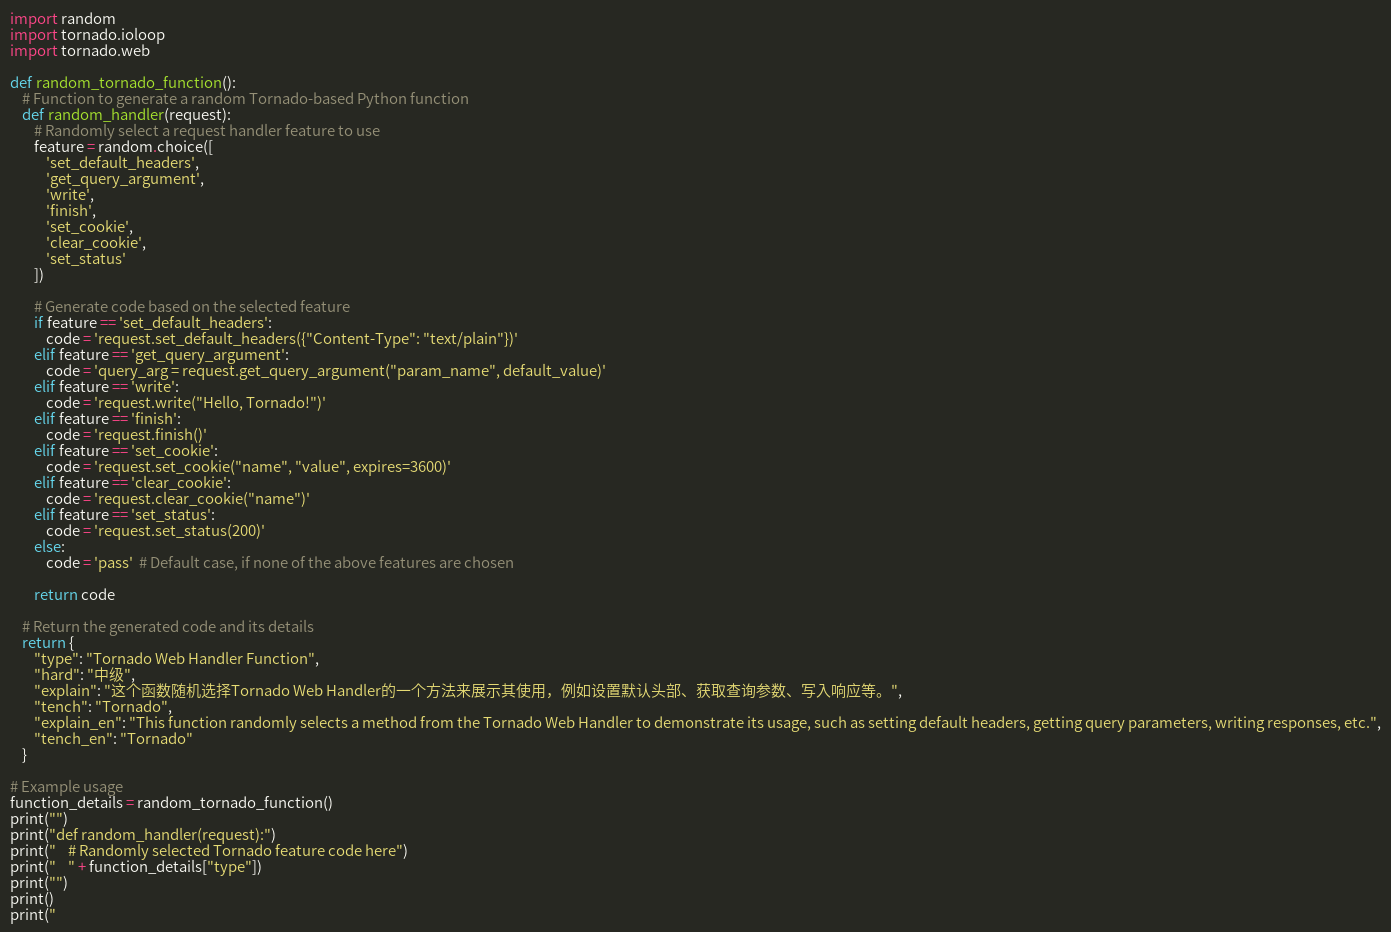 import random
import tornado.ioloop
import tornado.web

def random_tornado_function():
    # Function to generate a random Tornado-based Python function
    def random_handler(request):
        # Randomly select a request handler feature to use
        feature = random.choice([
            'set_default_headers',
            'get_query_argument',
            'write',
            'finish',
            'set_cookie',
            'clear_cookie',
            'set_status'
        ])

        # Generate code based on the selected feature
        if feature == 'set_default_headers':
            code = 'request.set_default_headers({"Content-Type": "text/plain"})'
        elif feature == 'get_query_argument':
            code = 'query_arg = request.get_query_argument("param_name", default_value)'
        elif feature == 'write':
            code = 'request.write("Hello, Tornado!")'
        elif feature == 'finish':
            code = 'request.finish()'
        elif feature == 'set_cookie':
            code = 'request.set_cookie("name", "value", expires=3600)'
        elif feature == 'clear_cookie':
            code = 'request.clear_cookie("name")'
        elif feature == 'set_status':
            code = 'request.set_status(200)'
        else:
            code = 'pass'  # Default case, if none of the above features are chosen

        return code

    # Return the generated code and its details
    return {
        "type": "Tornado Web Handler Function",
        "hard": "中级",
        "explain": "这个函数随机选择Tornado Web Handler的一个方法来展示其使用，例如设置默认头部、获取查询参数、写入响应等。",
        "tench": "Tornado",
        "explain_en": "This function randomly selects a method from the Tornado Web Handler to demonstrate its usage, such as setting default headers, getting query parameters, writing responses, etc.",
        "tench_en": "Tornado"
    }

# Example usage
function_details = random_tornado_function()
print("")
print("def random_handler(request):")
print("    # Randomly selected Tornado feature code here")
print("    " + function_details["type"])
print("")
print()
print("